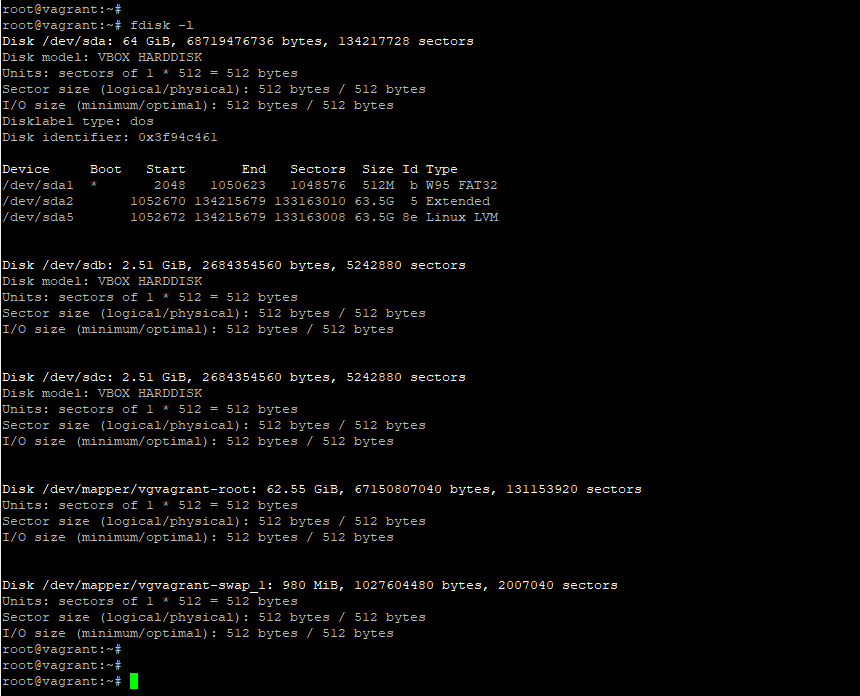 root@vagrant:~#
root@vagrant:~# fdisk -l
Disk /dev/sda: 64 GiB, 68719476736 bytes, 134217728 sectors
Disk model: VBOX HARDDISK
Units: sectors of 1 * 512 = 512 bytes
Sector size (logical/physical): 512 bytes / 512 bytes
I/O size (minimum/optimal): 512 bytes / 512 bytes
Disklabel type: dos
Disk identifier: 0x3f94c461

Device     Boot   Start       End   Sectors  Size Id Type
/dev/sda1  *       2048   1050623   1048576  512M  b W95 FAT32
/dev/sda2       1052670 134215679 133163010 63.5G  5 Extended
/dev/sda5       1052672 134215679 133163008 63.5G 8e Linux LVM

Disk /dev/sdb: 2.51 GiB, 2684354560 bytes, 5242880 sectors
Disk model: VBOX HARDDISK
Units: sectors of 1 * 512 = 512 bytes
Sector size (logical/physical): 512 bytes / 512 bytes
I/O size (minimum/optimal): 512 bytes / 512 bytes

Disk /dev/sdc: 2.51 GiB, 2684354560 bytes, 5242880 sectors
Disk model: VBOX HARDDISK
Units: sectors of 1 * 512 = 512 bytes
Sector size (logical/physical): 512 bytes / 512 bytes
I/O size (minimum/optimal): 512 bytes / 512 bytes

Disk /dev/mapper/vgvagrant-root: 62.55 GiB, 67150807040 bytes, 131153920 sectors
Units: sectors of 1 * 512 = 512 bytes
Sector size (logical/physical): 512 bytes / 512 bytes
I/O size (minimum/optimal): 512 bytes / 512 bytes

Disk /dev/mapper/vgvagrant-swap_1: 980 MiB, 1027604480 bytes, 2007040 sectors
Units: sectors of 1 * 512 = 512 bytes
Sector size (logical/physical): 512 bytes / 512 bytes
I/O size (minimum/optimal): 512 bytes / 512 bytes
root@vagrant:~#
root@vagrant:~#
root@vagrant:~#